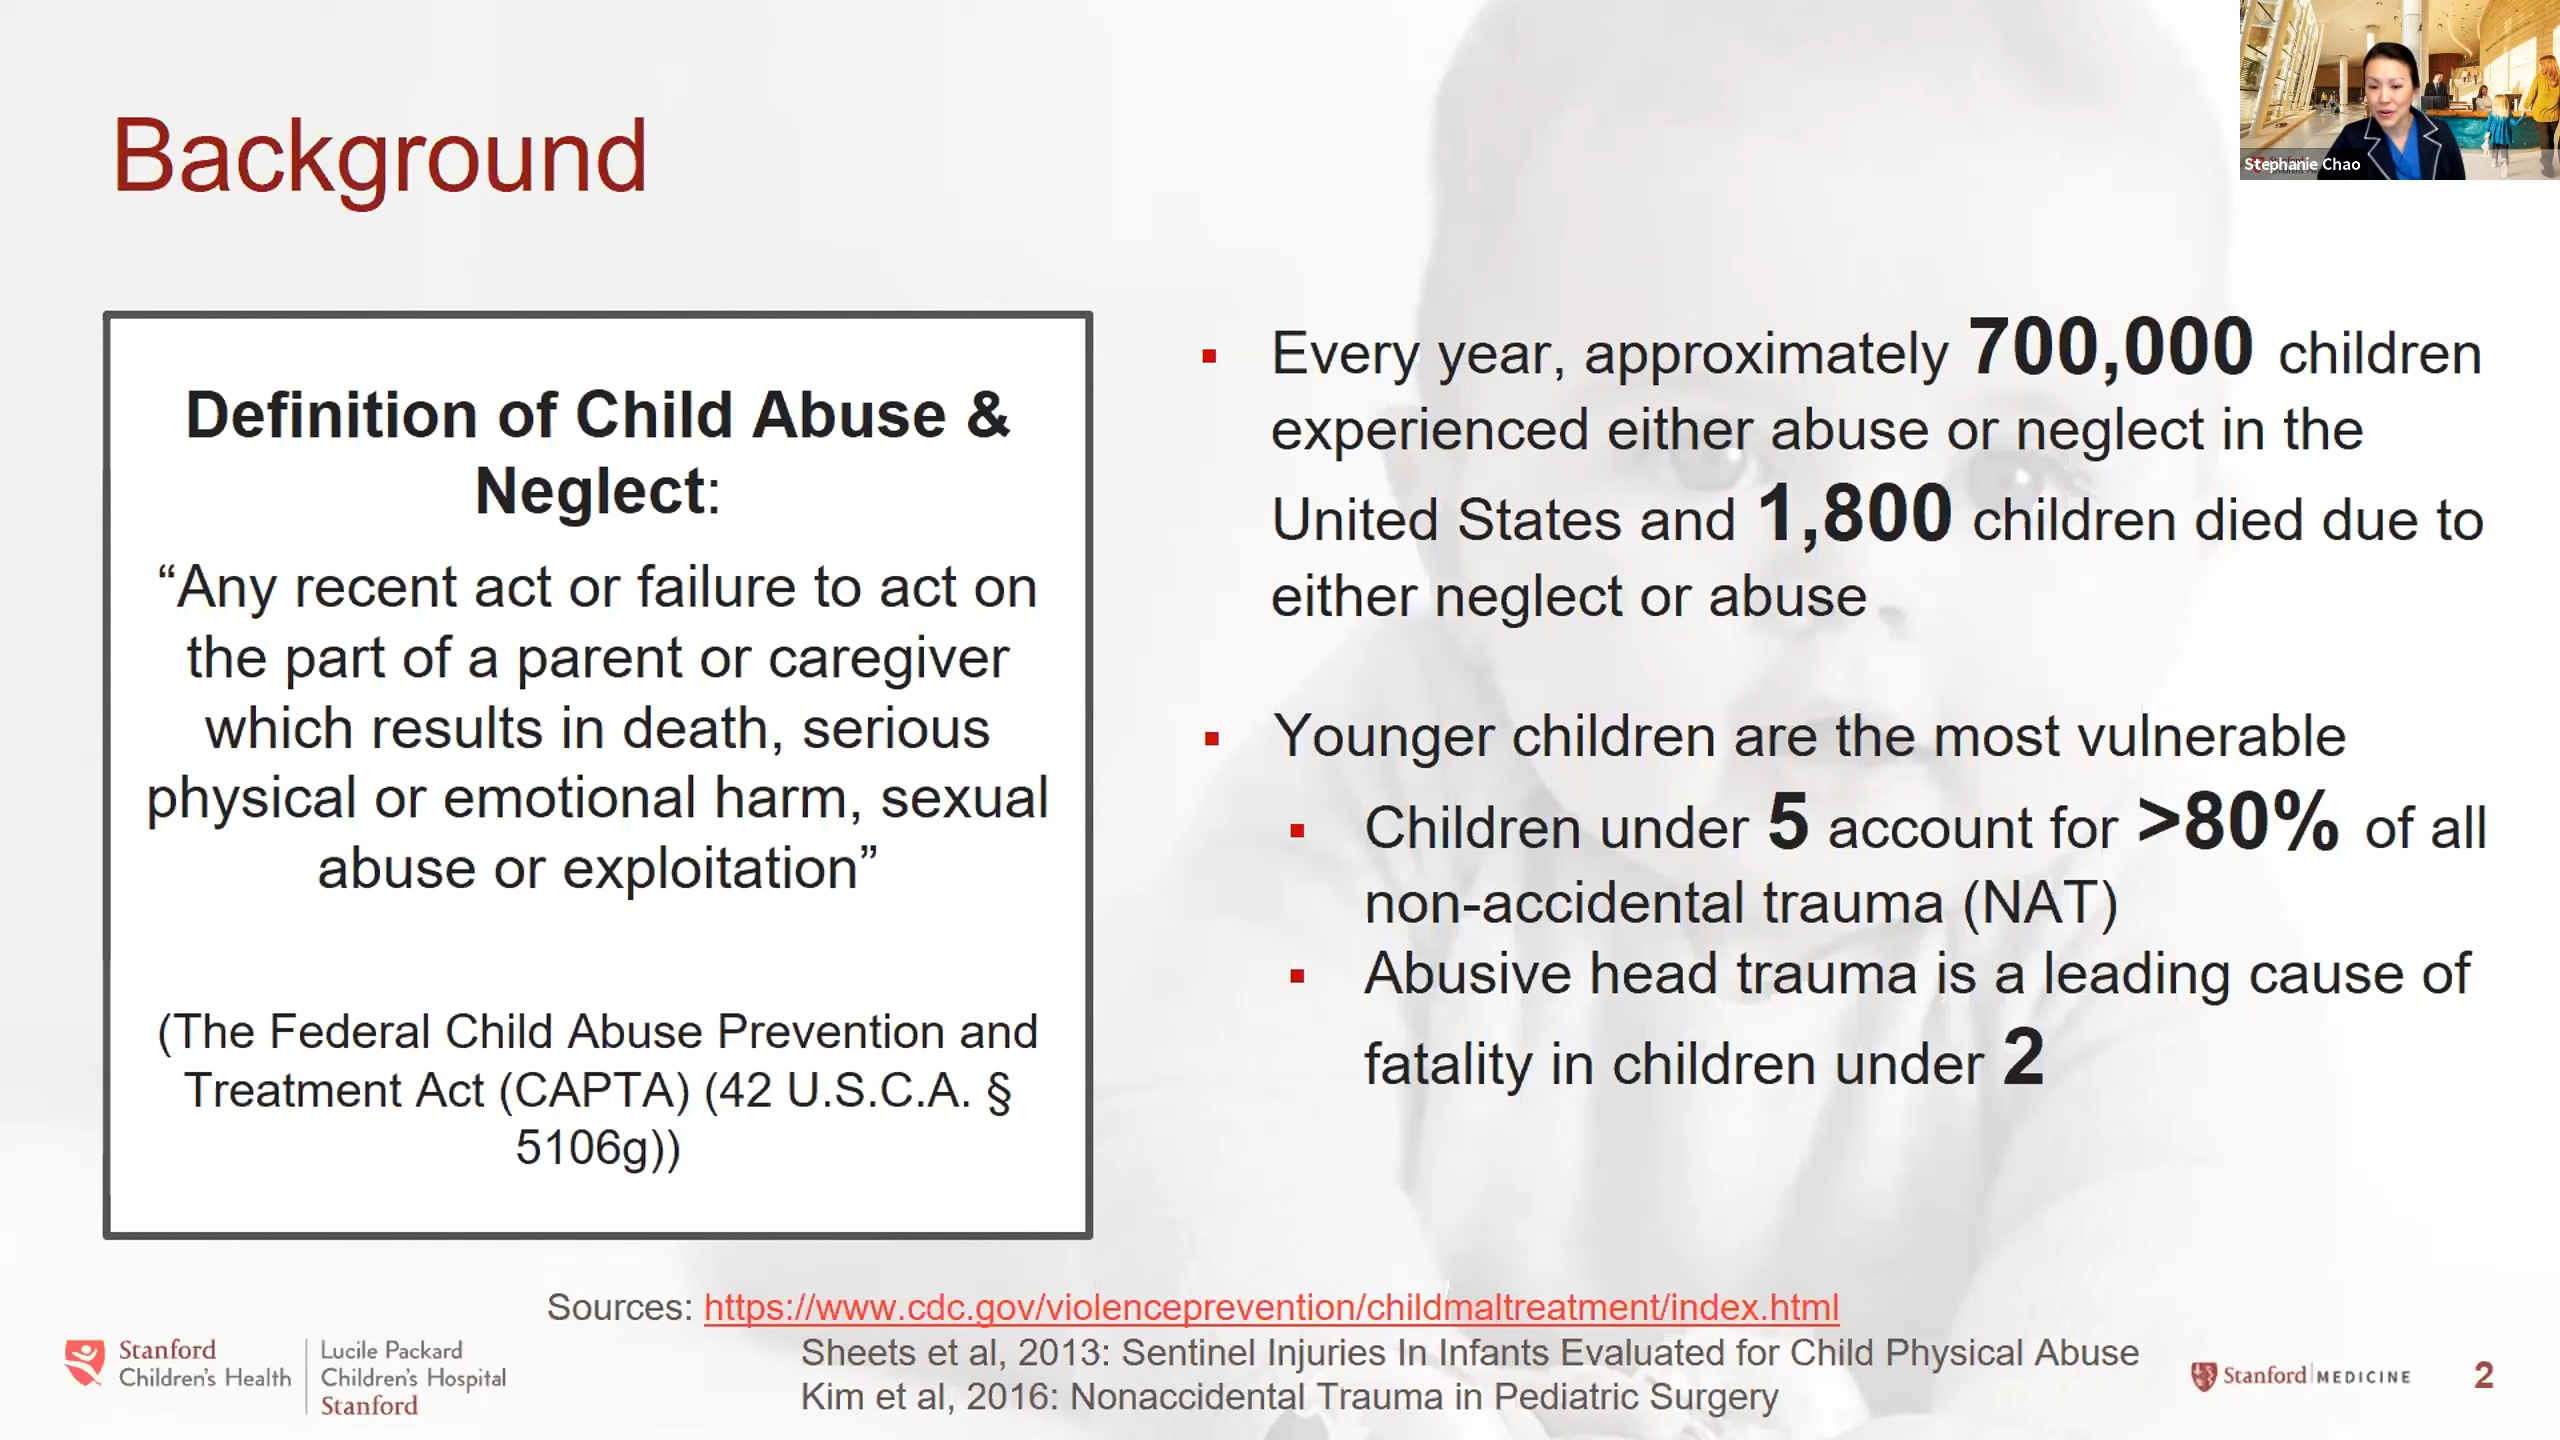 Stephanie Chao
Background
Definition of Child Abuse &
Neglect:
“Any recent act or failure to act on
the part of a parent or caregiver
which results in death, serious
physical or emotional harm, sexual
abuse or exploitation”
(The Federal Child Abuse Prevention and
Treatment Act (CAPTA) (42 U.S.C.A. §
5106g))
▪ Every year, approximately 700,000 children
experienced either abuse or neglect in the
United States and 1,800 children died due to
either neglect or abuse
▪ Younger children are the most vulnerable
▪ Children under 5 account for >80% of all
non-accidental trauma (NAT)
▪ Abusive head trauma is a leading cause of
fatality in children under 2
Sources: https://www.cdc.gov/violenceprevention/childmaltreatment/index.html
Sheets et al, 2013: Sentinel Injuries In Infants Evaluated for Child Physical Abuse
Kim et al, 2016: Nonaccidental Trauma in Pediatric Surgery
Stanford
Children's Health
Lucile Packard
Children's Hospital
Stanford
Stanford MEDICINE
2